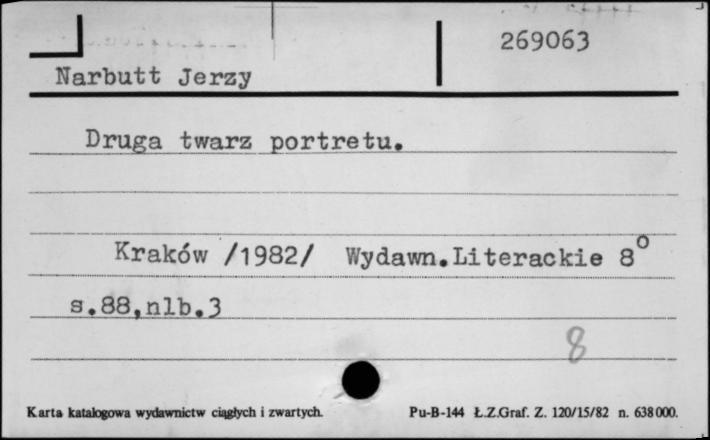 269063
Narbutt Jerzy
Druga twarz portretu.
Kraków /1982/ Wydawn.Literackie 8°
s.88,nlb.3
8
Karta katalogowa wydawnictw ciągłych i zwartych. Pu-B-144 Ł.Z.Graf. Z. 120/15/82 n. 638000.